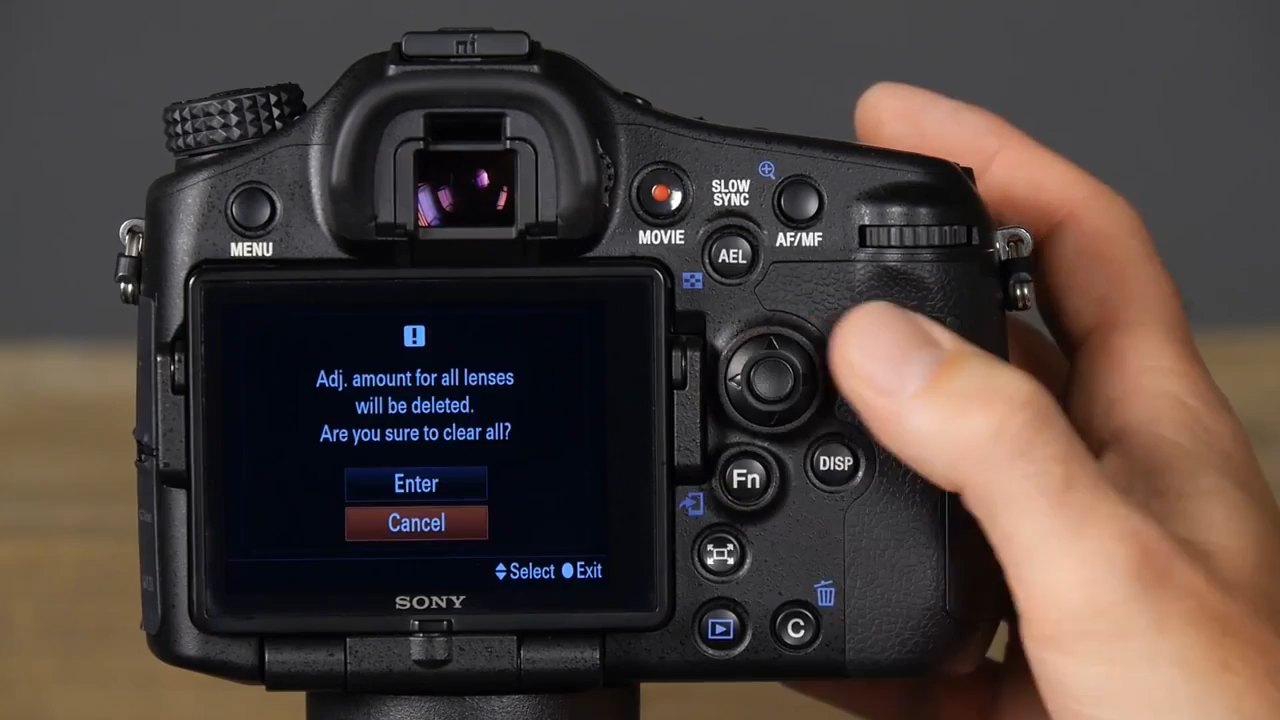 MENU
MOVIE
SLOW
SYNC
AEL
AF/MF
!
Adj. amount for all lenses
will be deleted.
Are you sure to clear all?
Enter
Cancel
Select Exit
SONY
Fn
DISP
C